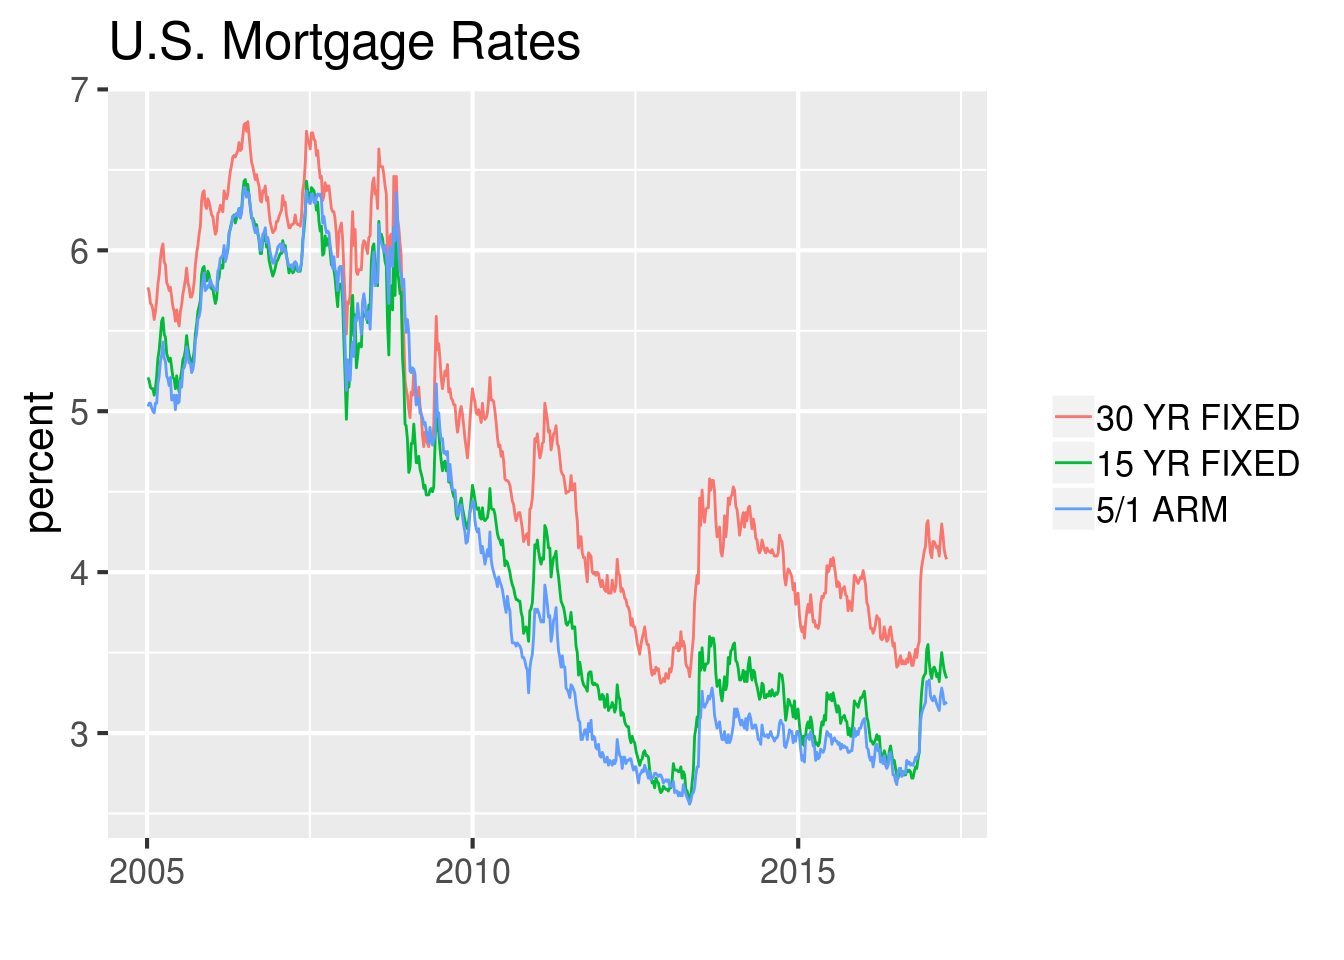 U.S. Mortgage Rates
7
6
5
4
3
percent
2005 2010 2015
30 YR FIXED
15 YR FIXED
5/1 ARM